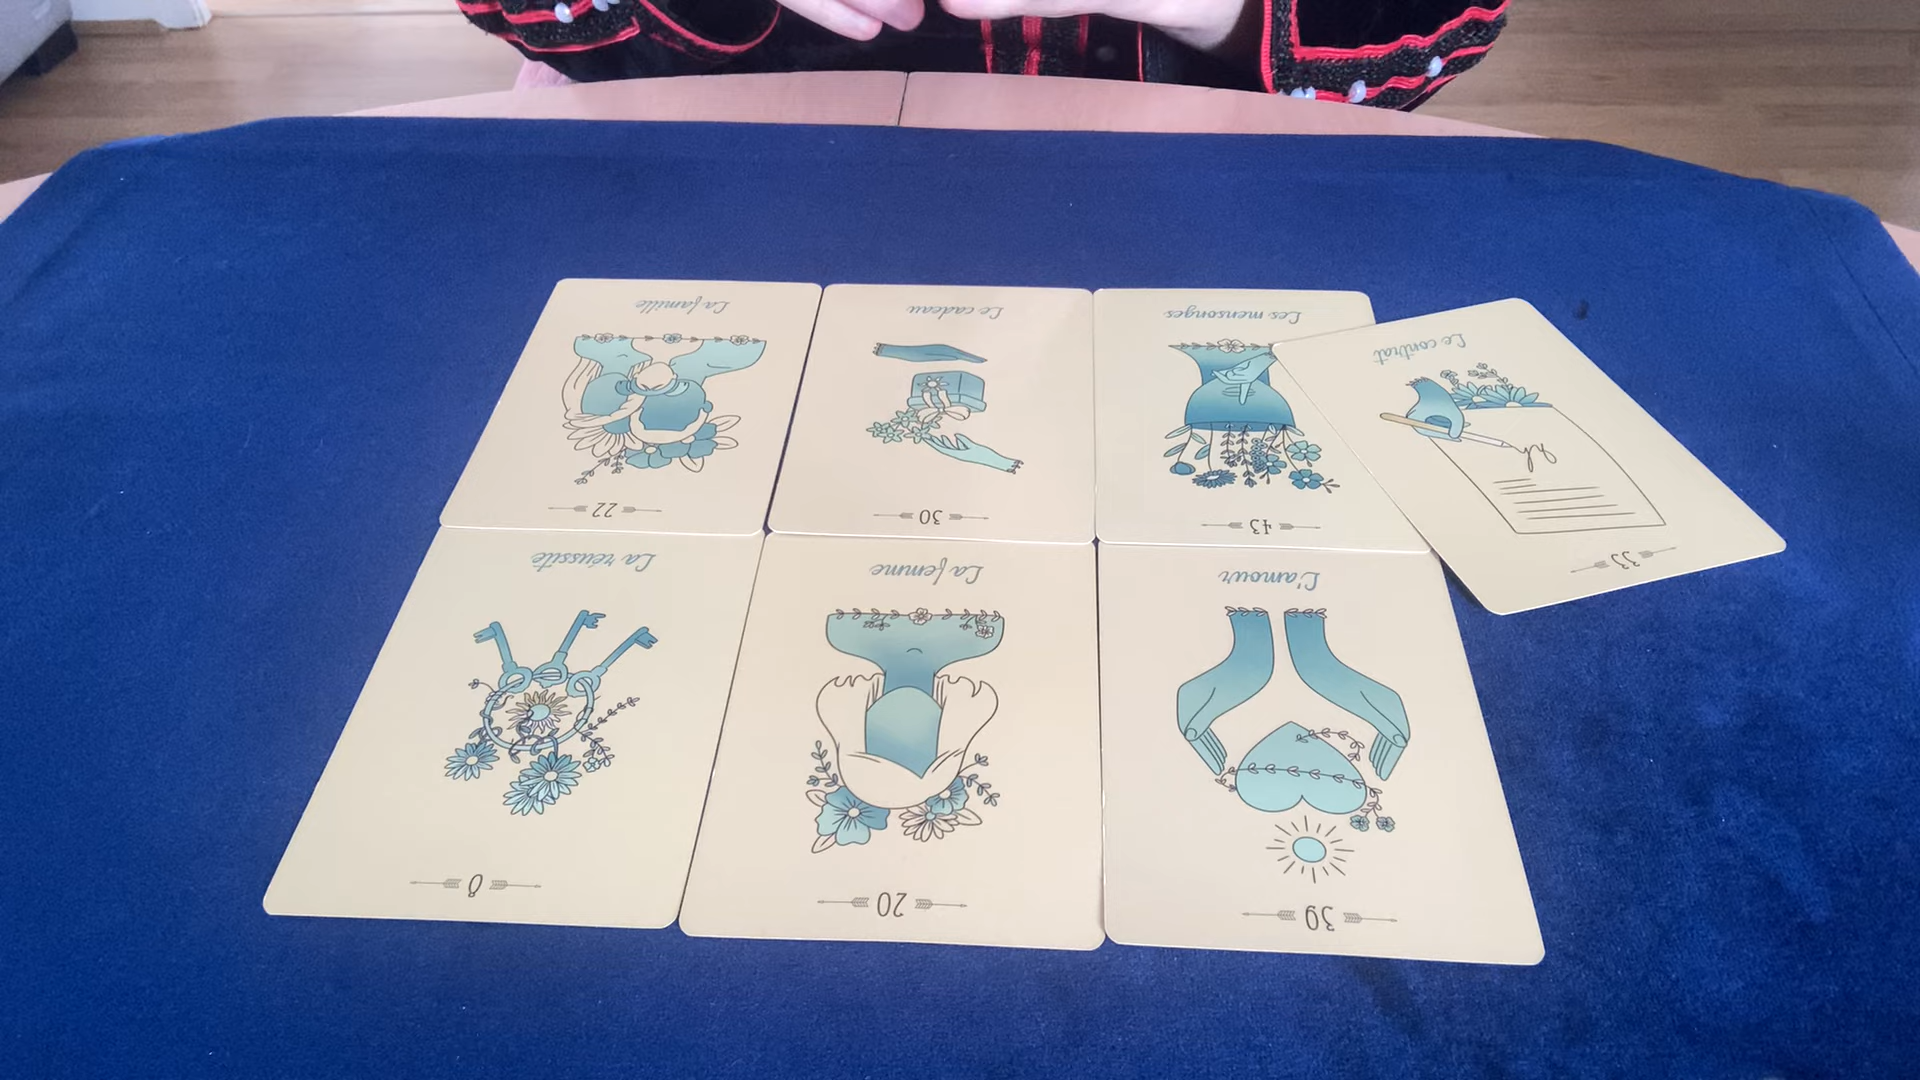 La famille
Le cadeau
Les mensonges
Le contrat
22
30
43
33
La réussite
La femme
L'amour
20
39